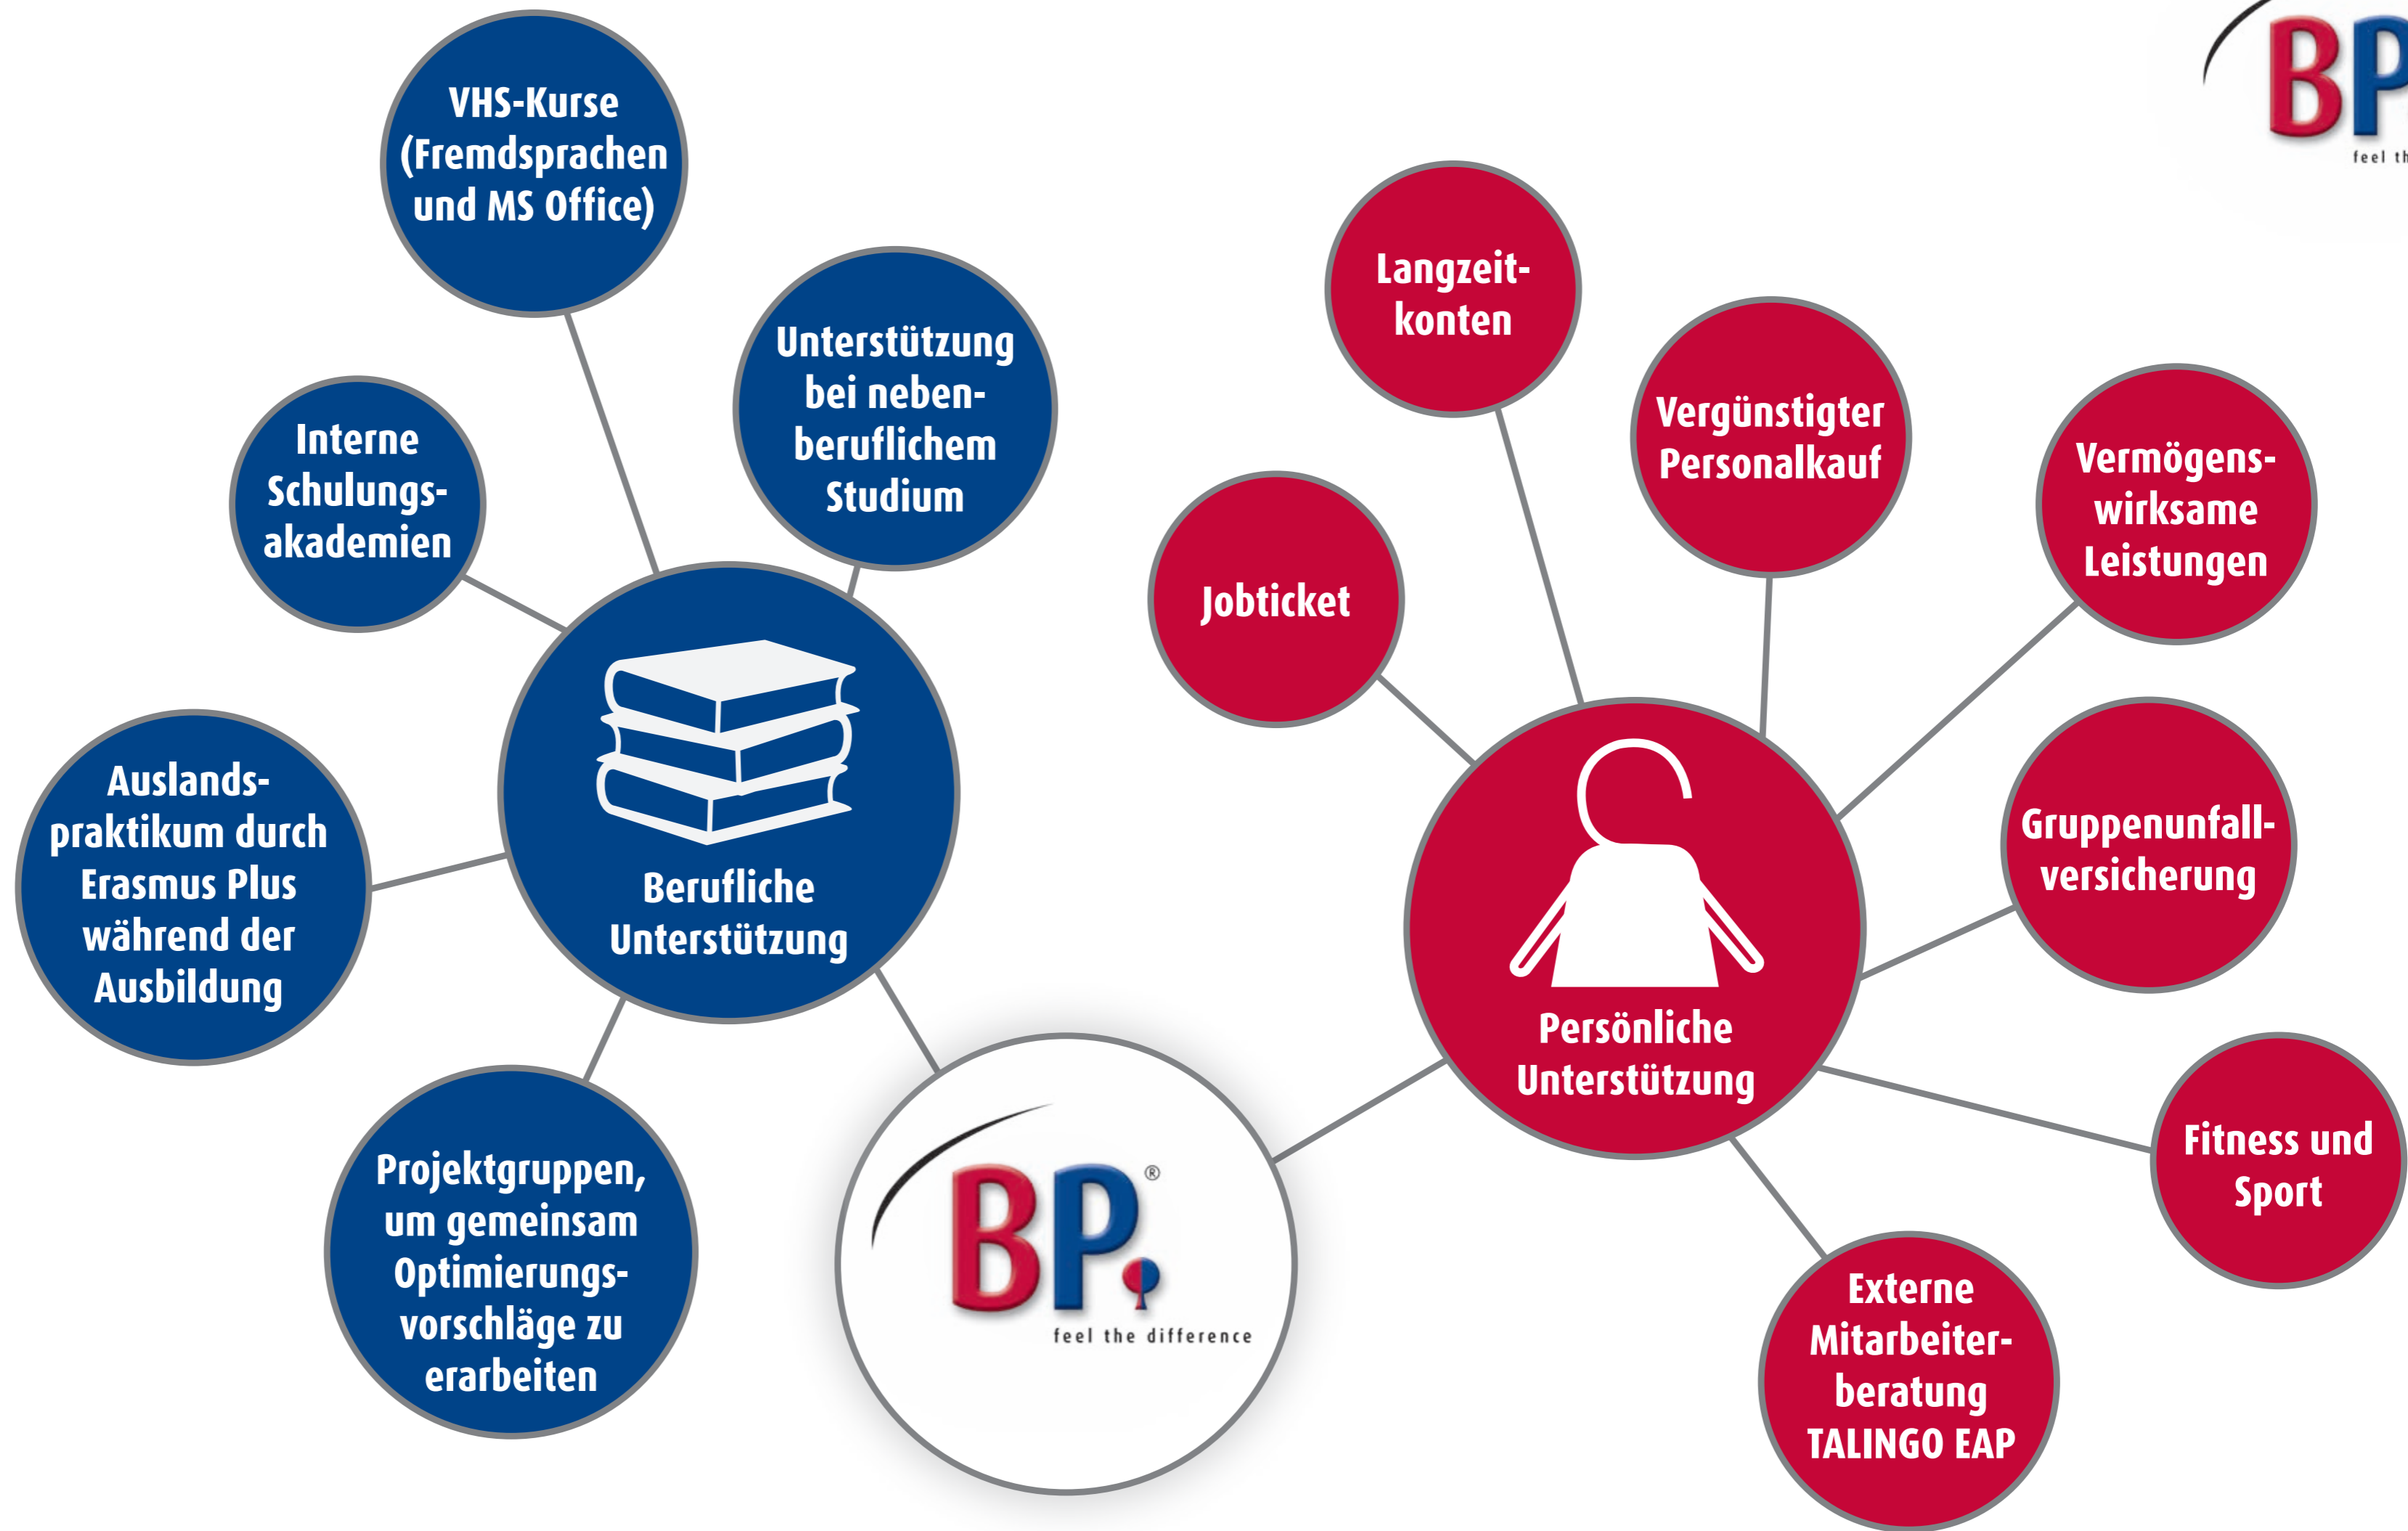 VHS-Kurse
(Fremdsprachen
und MS Office)
Unterstützung
bei neben-
beruflichem
Studium
Interne
Schulungs-
akademien
Auslands-
praktikum durch
Erasmus Plus
während der
Ausbildung
Berufliche
Unterstützung
Projektgruppen,
um gemeinsam
Optimierungs-
vorschläge zu
erarbeiten
BP®
feel the difference
BP
feel th
Langzeit-
konten
Vergünstigter
Personalkauf
Vermögens-
wirksame
Leistungen
Jobticket
Gruppenunfall-
versicherung
Persönliche
Unterstützung
Fitness und
Sport
Externe
Mitarbeiter-
beratung
TALINGO EAP